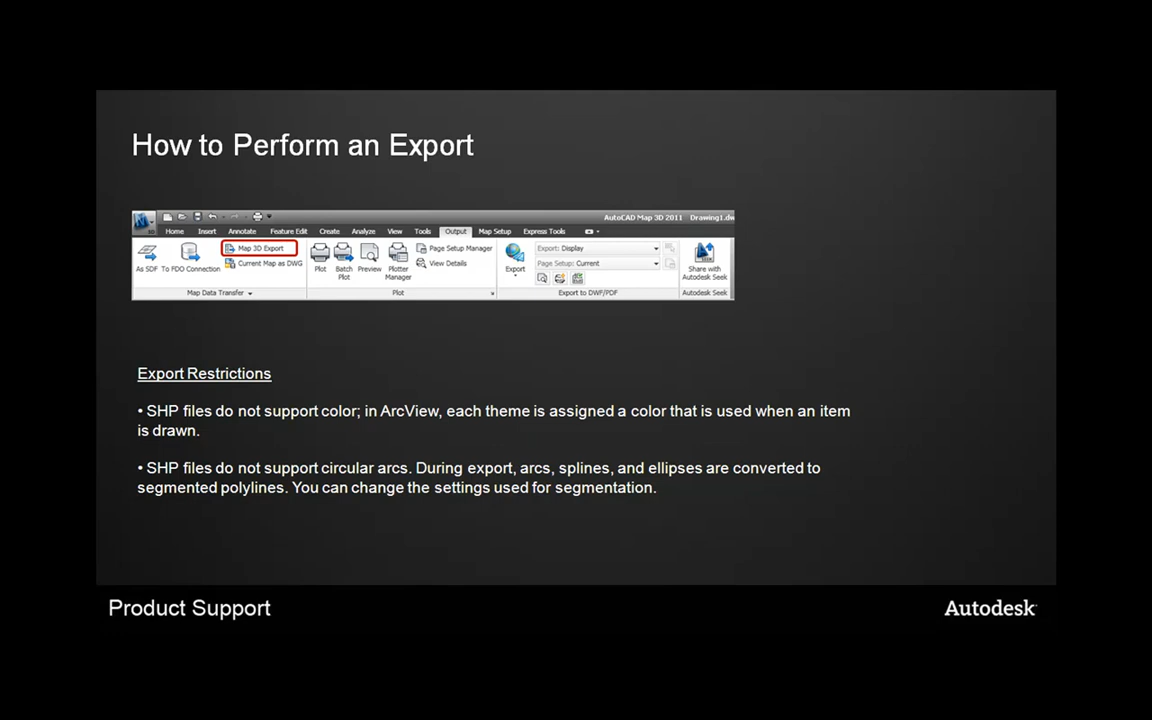 How to Perform an Export
AutoCAD Map 3D 2011 Drawing1.dw
Home Insert Annotate Feature Edit Create Analyze View Tools Output Map Setup Express Tools
As SDF
To FDO Connection
Map 3D Export
Current Map as DWG
Map Data Transfer
Plot
Batch
Plot
Preview
Plotter
Manager
Page Setup Manager
View Details
Plot
Export
Export: Display
Page Setup: Current
Export to DWF/PDF
Share with
Autodesk Seek
Autodesk Seek
Export Restrictions
• SHP files do not support color; in ArcView, each theme is assigned a color that is used when an item
is drawn.
• SHP files do not support circular arcs. During export, arcs, splines, and ellipses are converted to
segmented polylines. You can change the settings used for segmentation.
Product Support
Autodesk